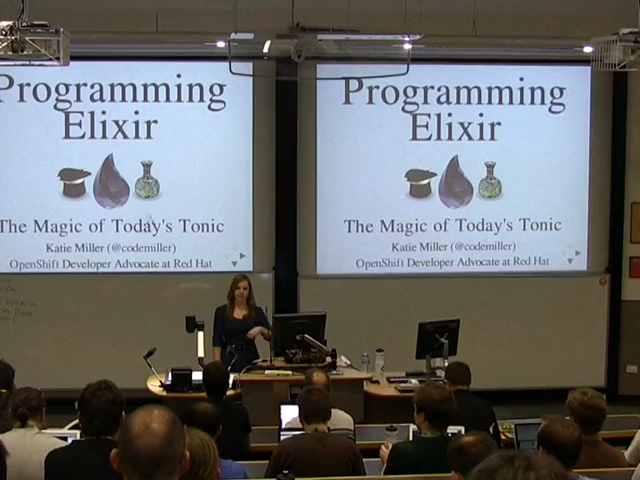 Programming
Elixir
The Magic of Today's Tonic
Katie Miller (@codemiller)
OpenShift Developer Advocate at Red Hat
Programming
Elixir
The Magic of Today's Tonic
Katie Miller (@codemiller)
OpenShift Developer Advocate at Red Hat